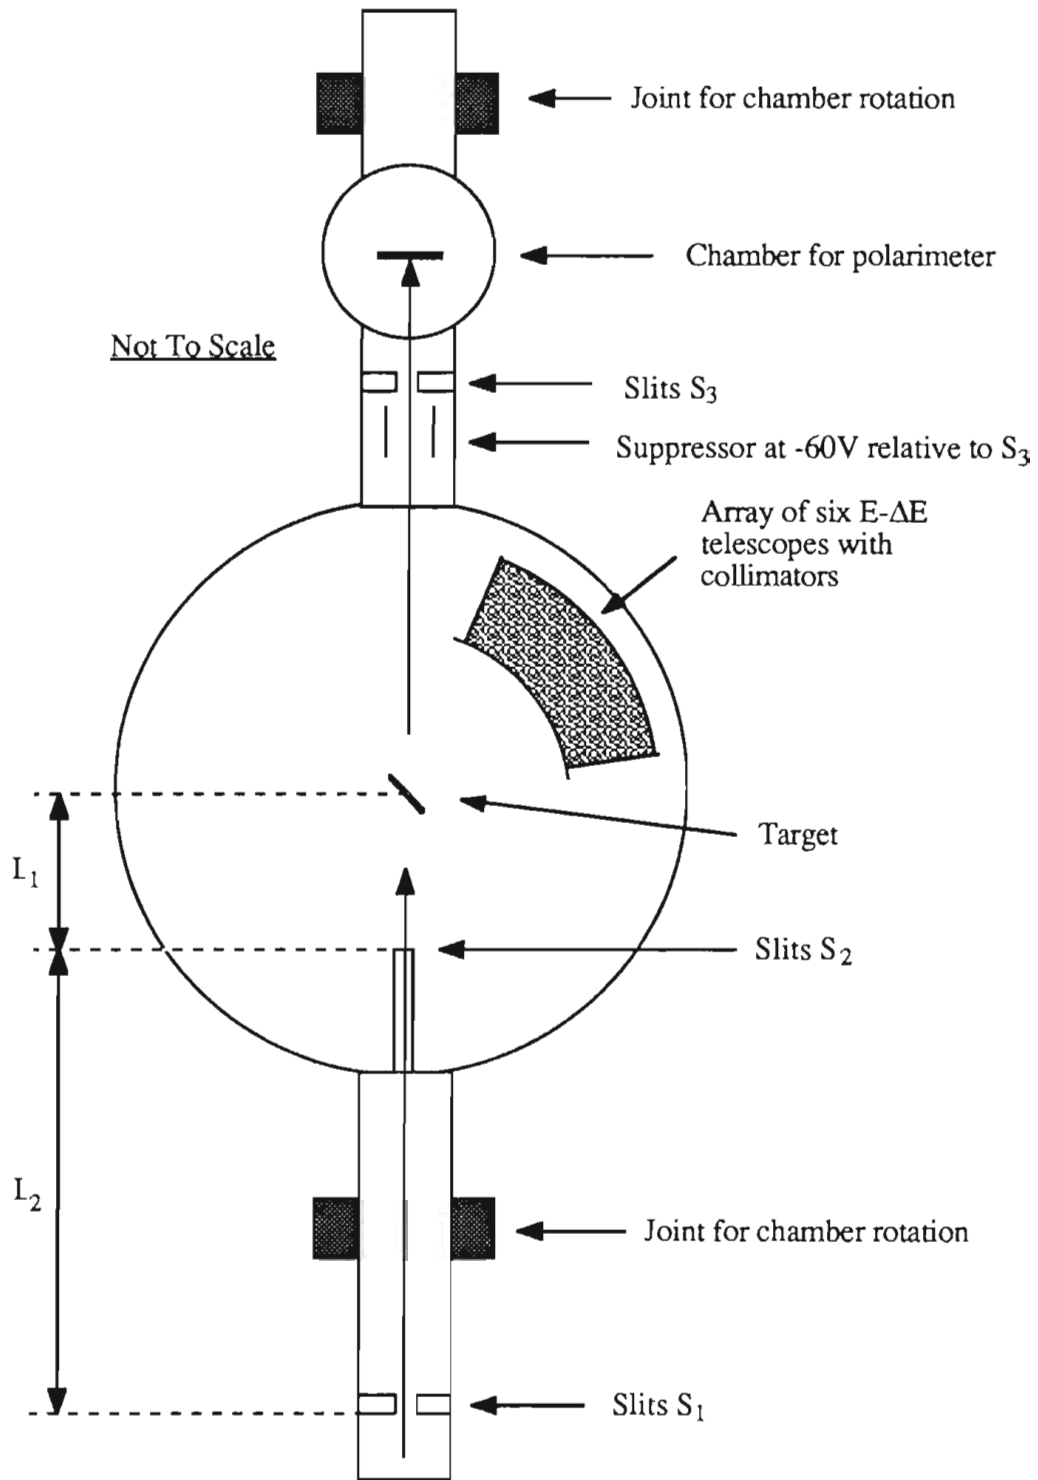 Joint for chamber rotation
Chamber for polarimeter
Not To Scale
Slits S3
Suppressor at -60V relative to S3
Array of six E-ΔE
telescopes with
collimators
L1
Target
Slits S2
L2
Joint for chamber rotation
Slits S1